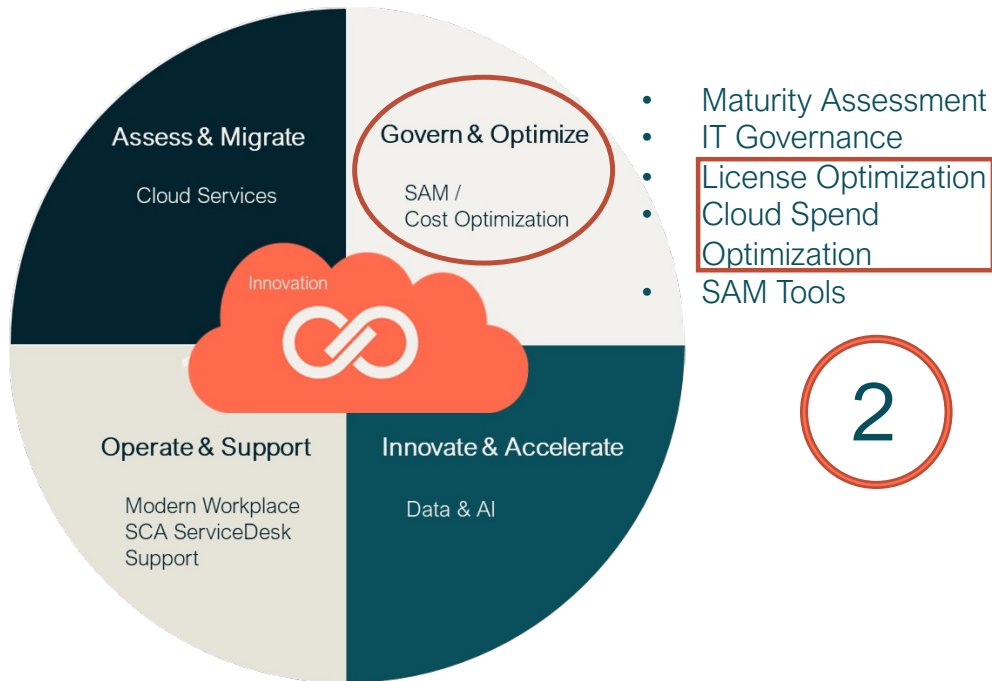 Assess & Migrate
Cloud Services
Govern & Optimize
SAM /
Cost Optimization
Innovation
Operate & Support
Modern Workplace
SCA ServiceDesk
Support
Innovate & Accelerate
Data & AI
• Maturity Assessment
• IT Governance
• License Optimization
• Cloud Spend
Optimization
• SAM Tools
2